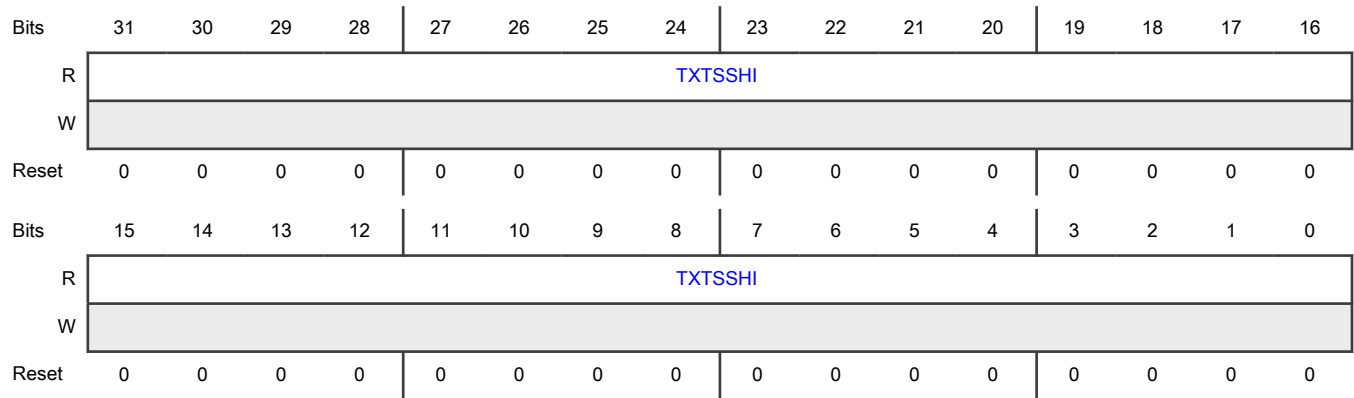 Bits 31 30 29 28 27 26 25 24 23 22 21 20 19 18 17 16
R TXTSSHI
W
Reset 0 0 0 0 0 0 0 0 0 0 0 0 0 0 0 0
Bits 15 14 13 12 11 10 9 8 7 6 5 4 3 2 1 0
R TXTSSHI
W
Reset 0 0 0 0 0 0 0 0 0 0 0 0 0 0 0 0